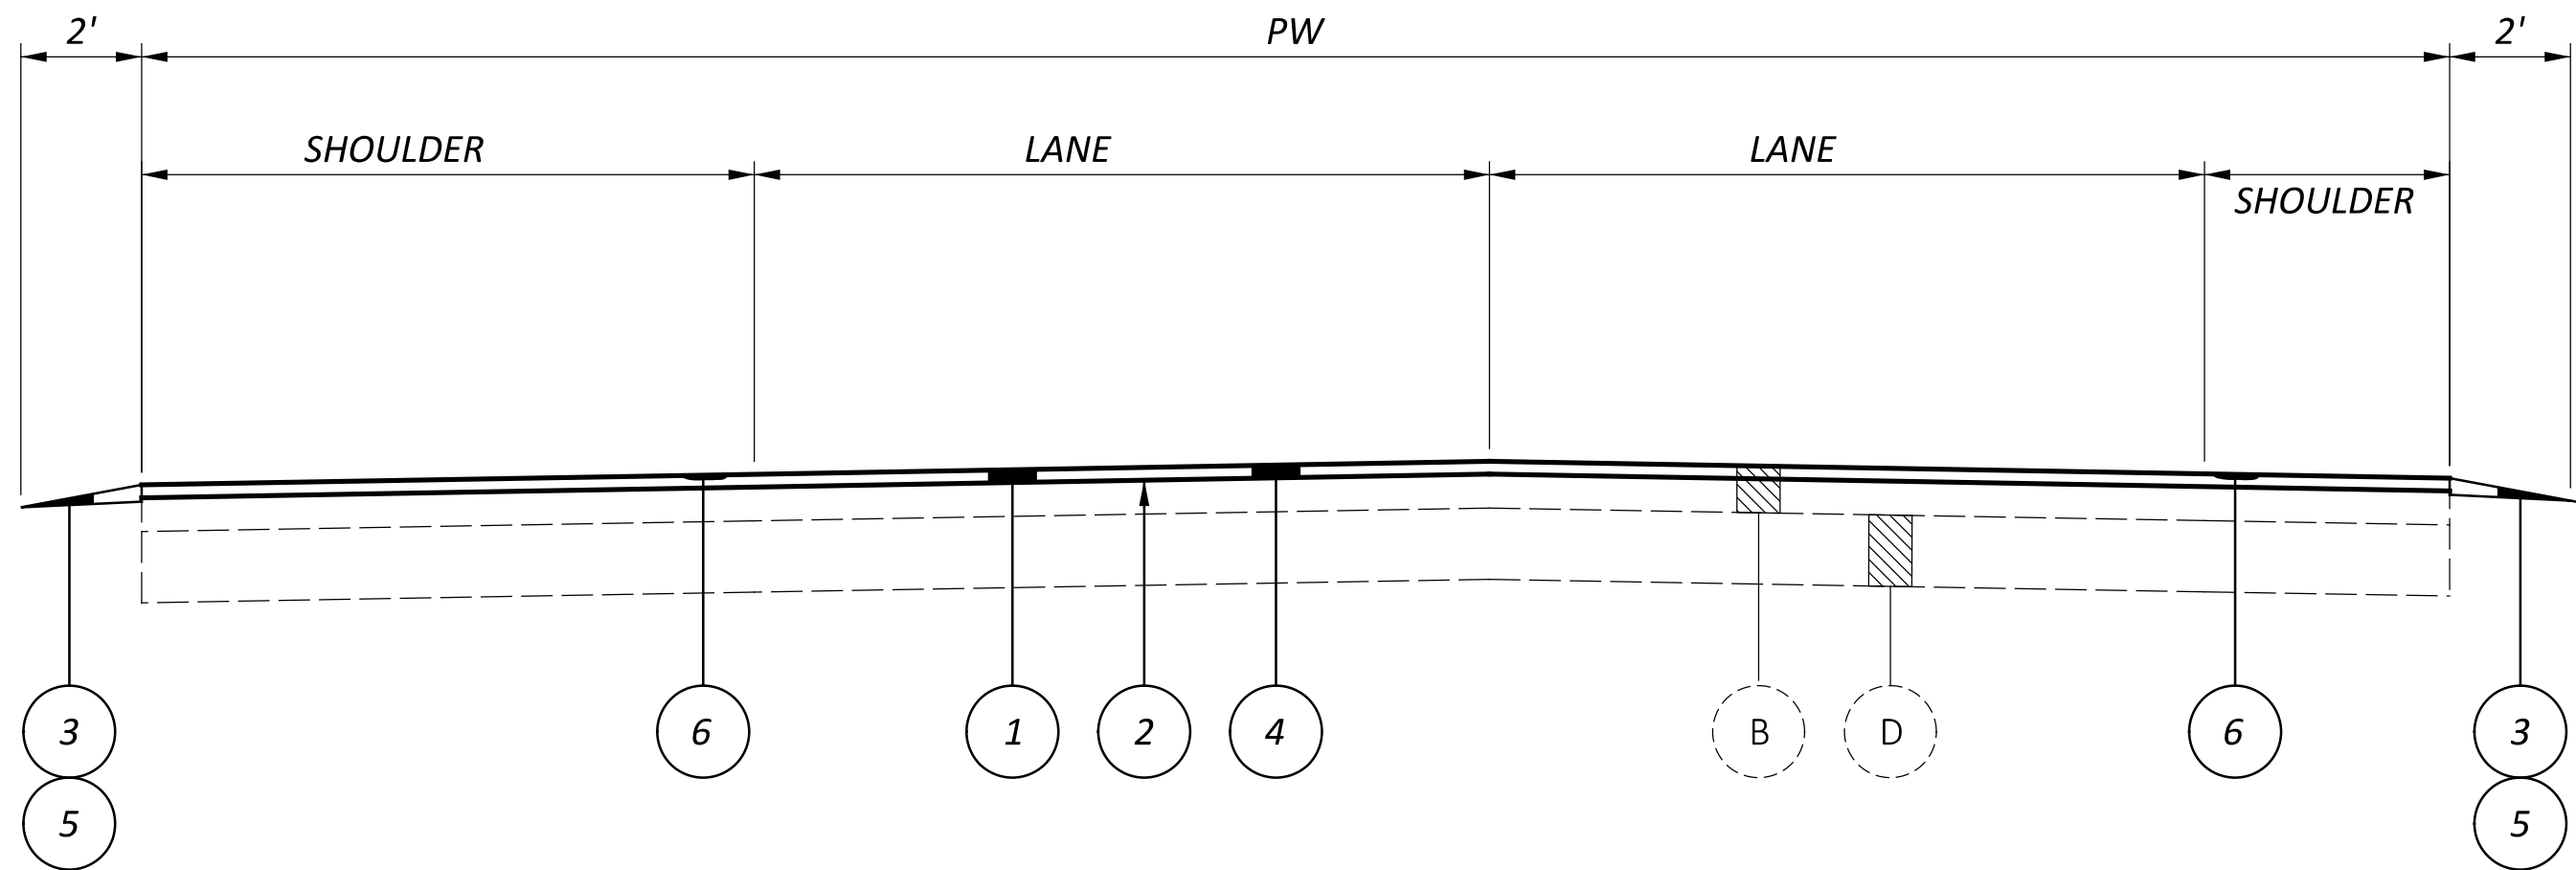 2' PW 2'
SHOULDER LANE LANE
SHOULDER
3 6 1 2 4 B D 6 3
5 5